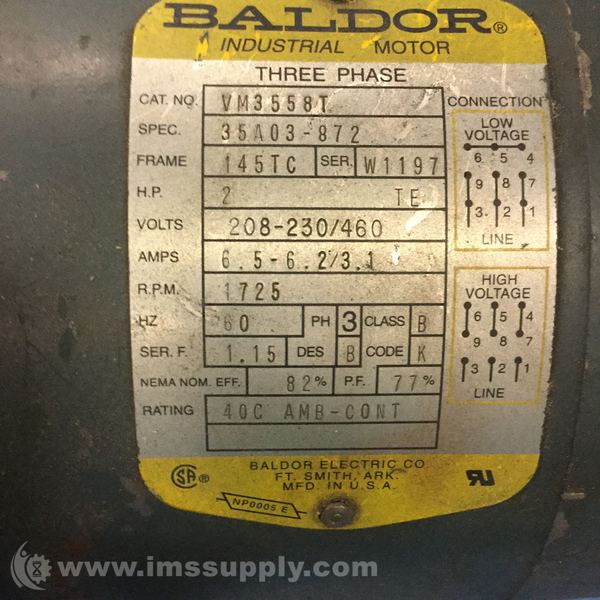 BALDOR®
INDUSTRIAL MOTOR
THREE PHASE
CAT. NO. VM3558T
SPEC. 35A03-872
FRAME 145TC SER. W1197
H.P. 2 TE
VOLTS 208-230/460
AMPS 6.5-6.2/3.1
R.P.M. 1725
HZ 60 PH 3 CLASS B
SER. F. 1.15 DES B CODE K
NEMA NOM. EFF. 82% P.F. 77%
RATING 40C AMB-CONT
CONNECTION
LOW
VOLTAGE
6 5 4
9 8 7
3 2 1
LINE
HIGH
VOLTAGE
6 5 4
9 8 7
3 2 1
LINE
BALDOR ELECTRIC CO
FT. SMITH, ARK.
MFD. IN U.S.A.
SA ®
NP0005 E
www.imssupply.com